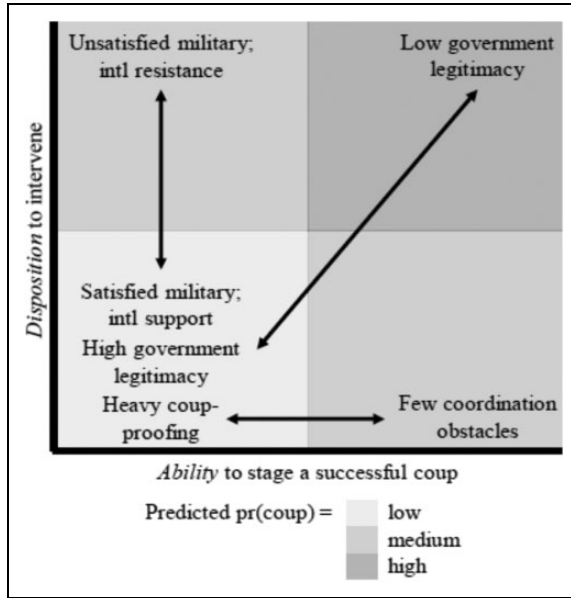 Unsatisfied military;
intl resistance
Low government
legitimacy
Disposition to intervene
Satisfied military;
intl support
High government
legitimacy
Heavy coup-
proofing
Few coordination
obstacles
Ability to stage a successful coup
Predicted pr(coup) =
low
medium
high